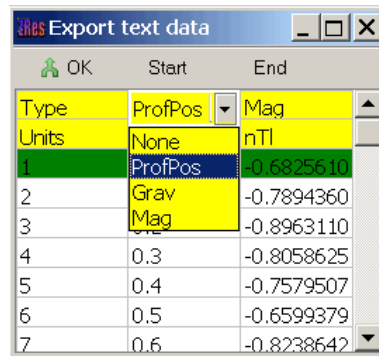 ZRes Export text data
OK Start End
Type ProfPos Mag
Units None nTl
1 ProfPos -0.6825610
2 Grav -0.7894360
3 Mag -0.8963110
4 0.3 -0.8058625
5 0.4 -0.7579507
6 0.5 -0.6599379
7 0.6 -0.8238642